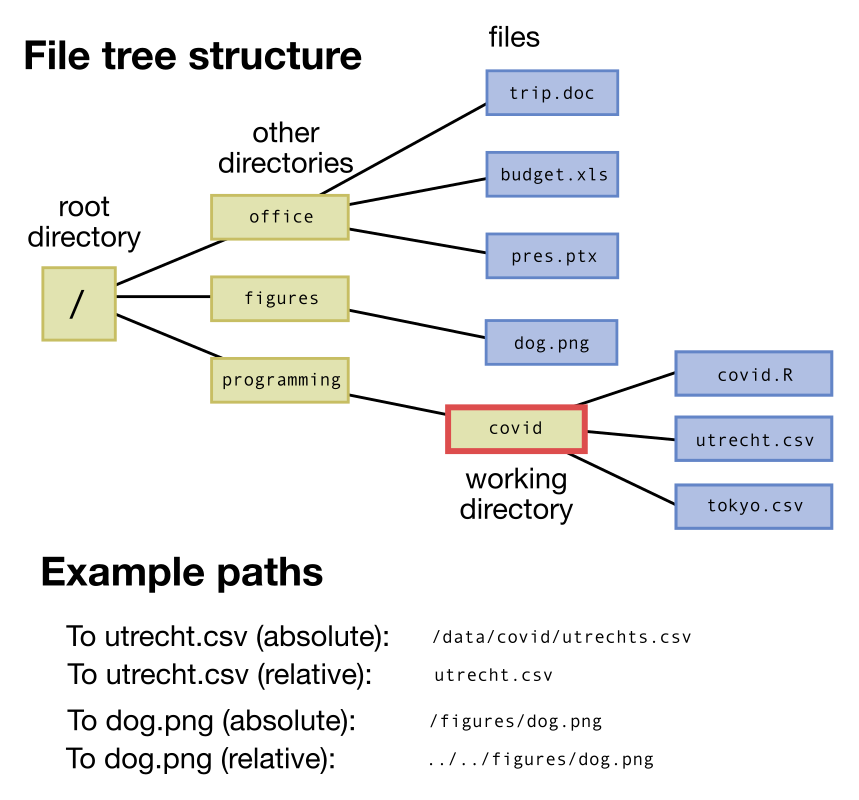 File tree structure
files
trip.doc
other
directories
budget.xls
root
directory
office
pres.ptx
/
figures
dog.png
programming
covid.R
covid
utrecht.csv
working
directory
tokyo.csv
Example paths
To utrecht.csv (absolute): /data/covid/utrechts.csv
To utrecht.csv (relative): utrecht.csv
To dog.png (absolute): /figures/dog.png
To dog.png (relative): ../../figures/dog.png